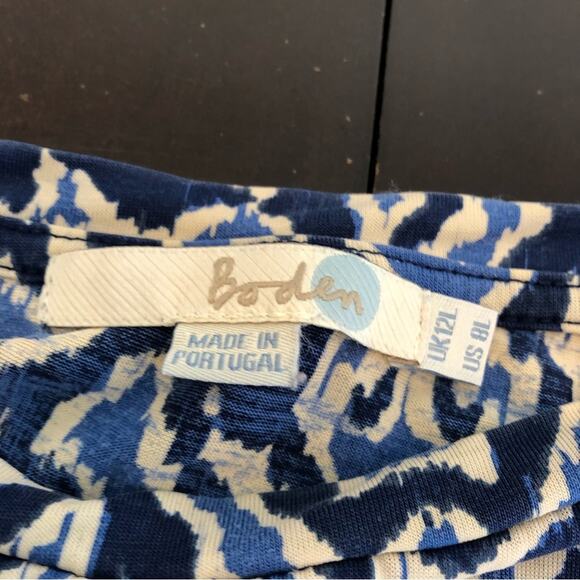 Boden
MADE IN
PORTUGAL
UK12L
US 8L